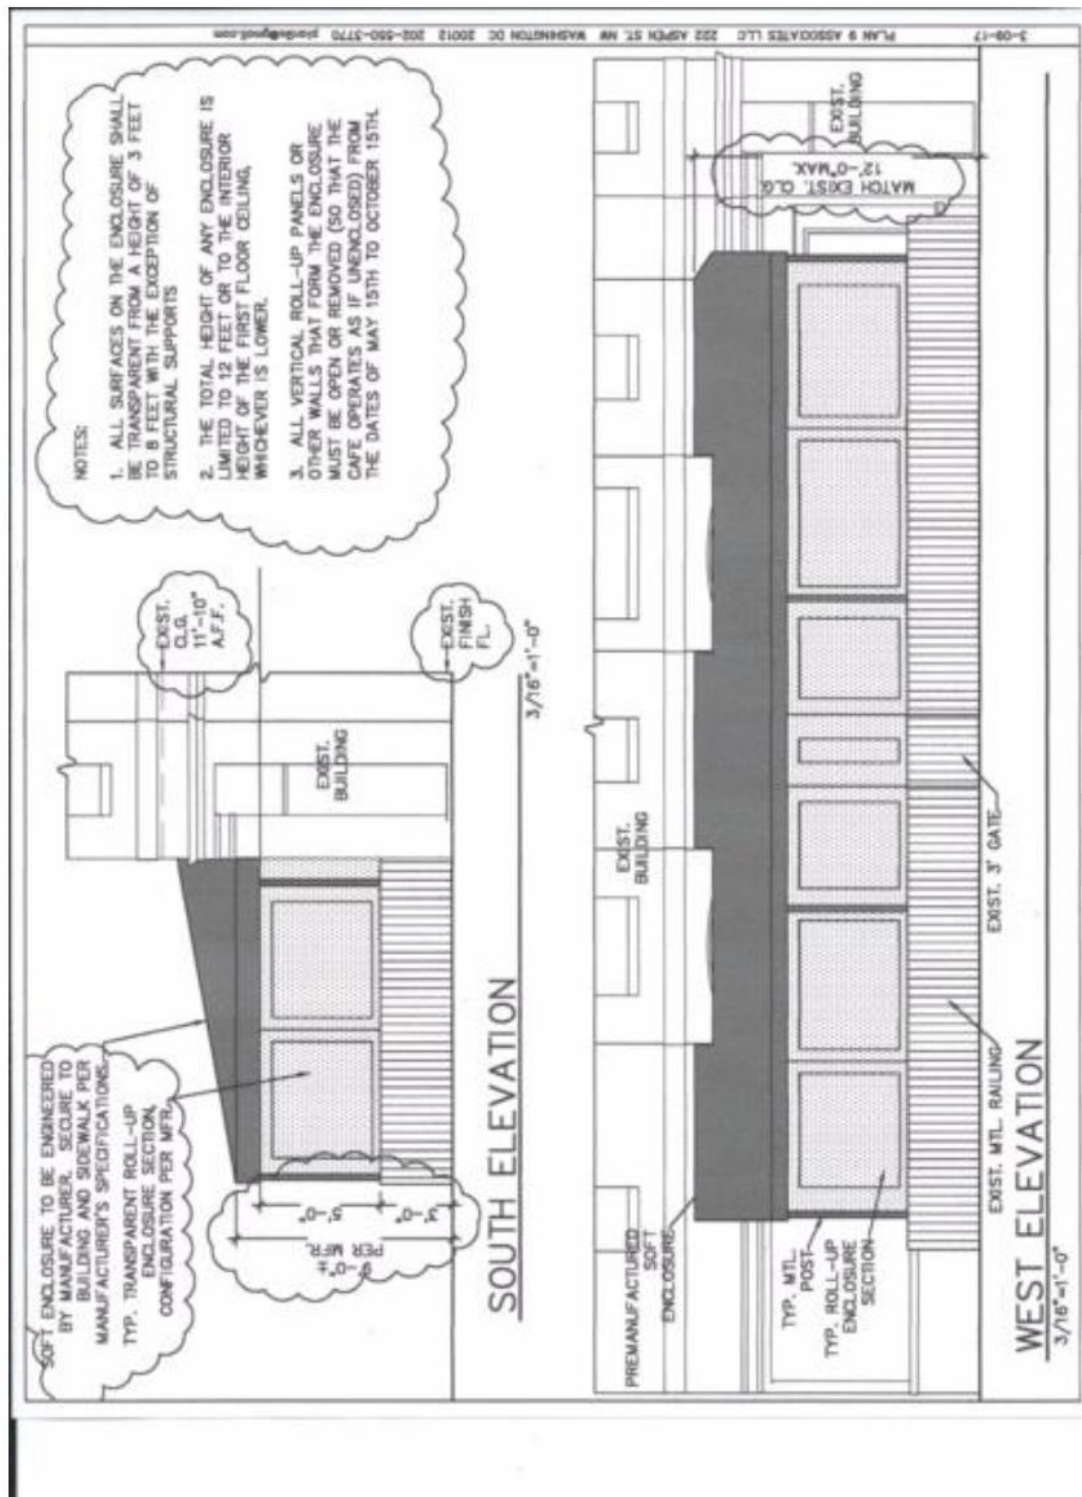 3-09-17 PLAN 9 ASSOCIATES LLC 222 ASPEN ST. NW WASHINGTON DC 20012 202-550-3770
SOFT ENCLOSURE TO BE ENGINEERED
BY MANUFACTURER. SECURE TO
BUILDING AND SIDEWALK PER
MANUFACTURER'S SPECIFICATIONS.
TYP. TRANSPARENT ROLL-UP
ENCLOSURE SECTION,
CONFIGURATION PER MFR.
9'-0"±
PER MFR.
5'-0"
3'-0"
EXIST.
BUILDING
EXIST.
CLG.
11'-10"
A.F.F.
EXIST.
FINISH
FL.
SOUTH ELEVATION
3/16"=1'-0"
NOTES:
1. ALL SURFACES ON THE ENCLOSURE SHALL
BE TRANSPARENT FROM A HEIGHT OF 3 FEET
TO 8 FEET WITH THE EXCEPTION OF
STRUCTURAL SUPPORTS
2. THE TOTAL HEIGHT OF ANY ENCLOSURE IS
LIMITED TO 12 FEET OR TO THE INTERIOR
HEIGHT OF THE FIRST FLOOR CEILING,
WHICHEVER IS LOWER.
3. ALL VERTICAL ROLL-UP PANELS OR
OTHER WALLS THAT FORM THE ENCLOSURE
MUST BE OPEN OR REMOVED (SO THAT THE
CAFE OPERATES AS IF UNENCLOSED) FROM
THE DATES OF MAY 15TH TO OCTOBER 15TH.
PREMANUFACTURED
SOFT
ENCLOSURE
TYP. MTL.
POST
TYP. ROLL-UP
ENCLOSURE
SECTION
EXIST.
BUILDING
EXIST.
BUILDING
MATCH EXIST. CLG.
12'-0"MAX.
EXIST. MTL. RAILING
EXIST. 3' GATE
WEST ELEVATION
3/16"=1'-0"